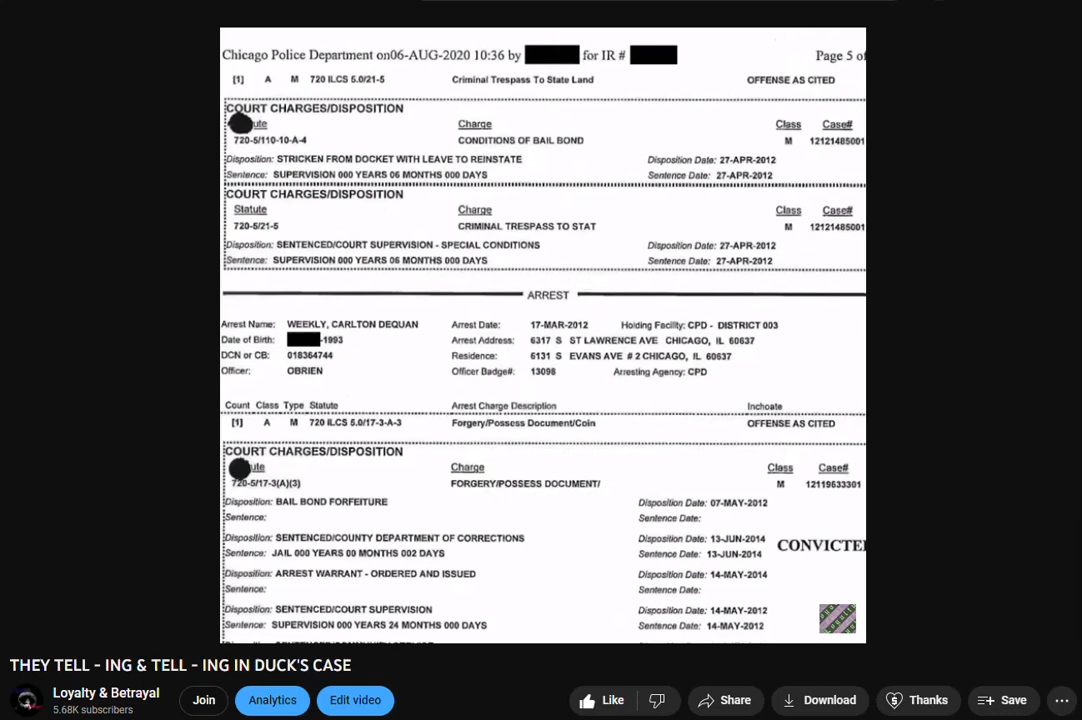 Chicago Police Department on06-AUG-2020 10:36 by for IR # Page 5 of
[1] A M 720 ILCS 5.0/21-5 Criminal Trespass To State Land OFFENSE AS CITED
COURT CHARGES/DISPOSITION
ute Charge Class Case#
720-5/110-10-A-4 CONDITIONS OF BAIL BOND M 12121485001
Disposition: STRICKEN FROM DOCKET WITH LEAVE TO REINSTATE Disposition Date: 27-APR-2012
Sentence: SUPERVISION 000 YEARS 06 MONTHS 000 DAYS Sentence Date: 27-APR-2012
COURT CHARGES/DISPOSITION
Statute Charge Class Case#
720-5/21-5 CRIMINAL TRESPASS TO STAT M 12121485001
Disposition: SENTENCED/COURT SUPERVISION - SPECIAL CONDITIONS Disposition Date: 27-APR-2012
Sentence: SUPERVISION 000 YEARS 06 MONTHS 000 DAYS Sentence Date: 27-APR-2012
ARREST
Arrest Name: WEEKLY, CARLTON DEQUAN Arrest Date: 17-MAR-2012 Holding Facility: CPD - DISTRICT 003
Date of Birth: -1993 Arrest Address: 6317 S ST LAWRENCE AVE CHICAGO, IL 60637
DCN or CB: 018364744 Residence: 6131 S EVANS AVE # 2 CHICAGO, IL 60637
Officer: OBRIEN Officer Badge#: 13098 Arresting Agency: CPD
Count Class Type Statute Arrest Charge Description Inchoate
[1] A M 720 ILCS 5.0/17-3-A-3 Forgery/Possess Document/Coin OFFENSE AS CITED
COURT CHARGES/DISPOSITION
ute Charge Class Case#
720-5/17-3(A)(3) FORGERY/POSSESS DOCUMENT/ M 12119633301
Disposition: BAIL BOND FORFEITURE Disposition Date: 07-MAY-2012
Sentence: Sentence Date:
Disposition: SENTENCED/COUNTY DEPARTMENT OF CORRECTIONS Disposition Date: 13-JUN-2014
Sentence: JAIL 000 YEARS 00 MONTHS 002 DAYS Sentence Date: 13-JUN-2014 CONVICTE
Disposition: ARREST WARRANT - ORDERED AND ISSUED Disposition Date: 14-MAY-2014
Sentence: Sentence Date:
Disposition: SENTENCED/COURT SUPERVISION Disposition Date: 14-MAY-2012
Sentence: SUPERVISION 000 YEARS 24 MONTHS 000 DAYS Sentence Date: 14-MAY-2012
THEY TELL - ING & TELL - ING IN DUCK'S CASE
Loyalty & Betrayal
5.68K subscribers
Join
Analytics
Edit video
Like
Share
Download
Thanks
Save